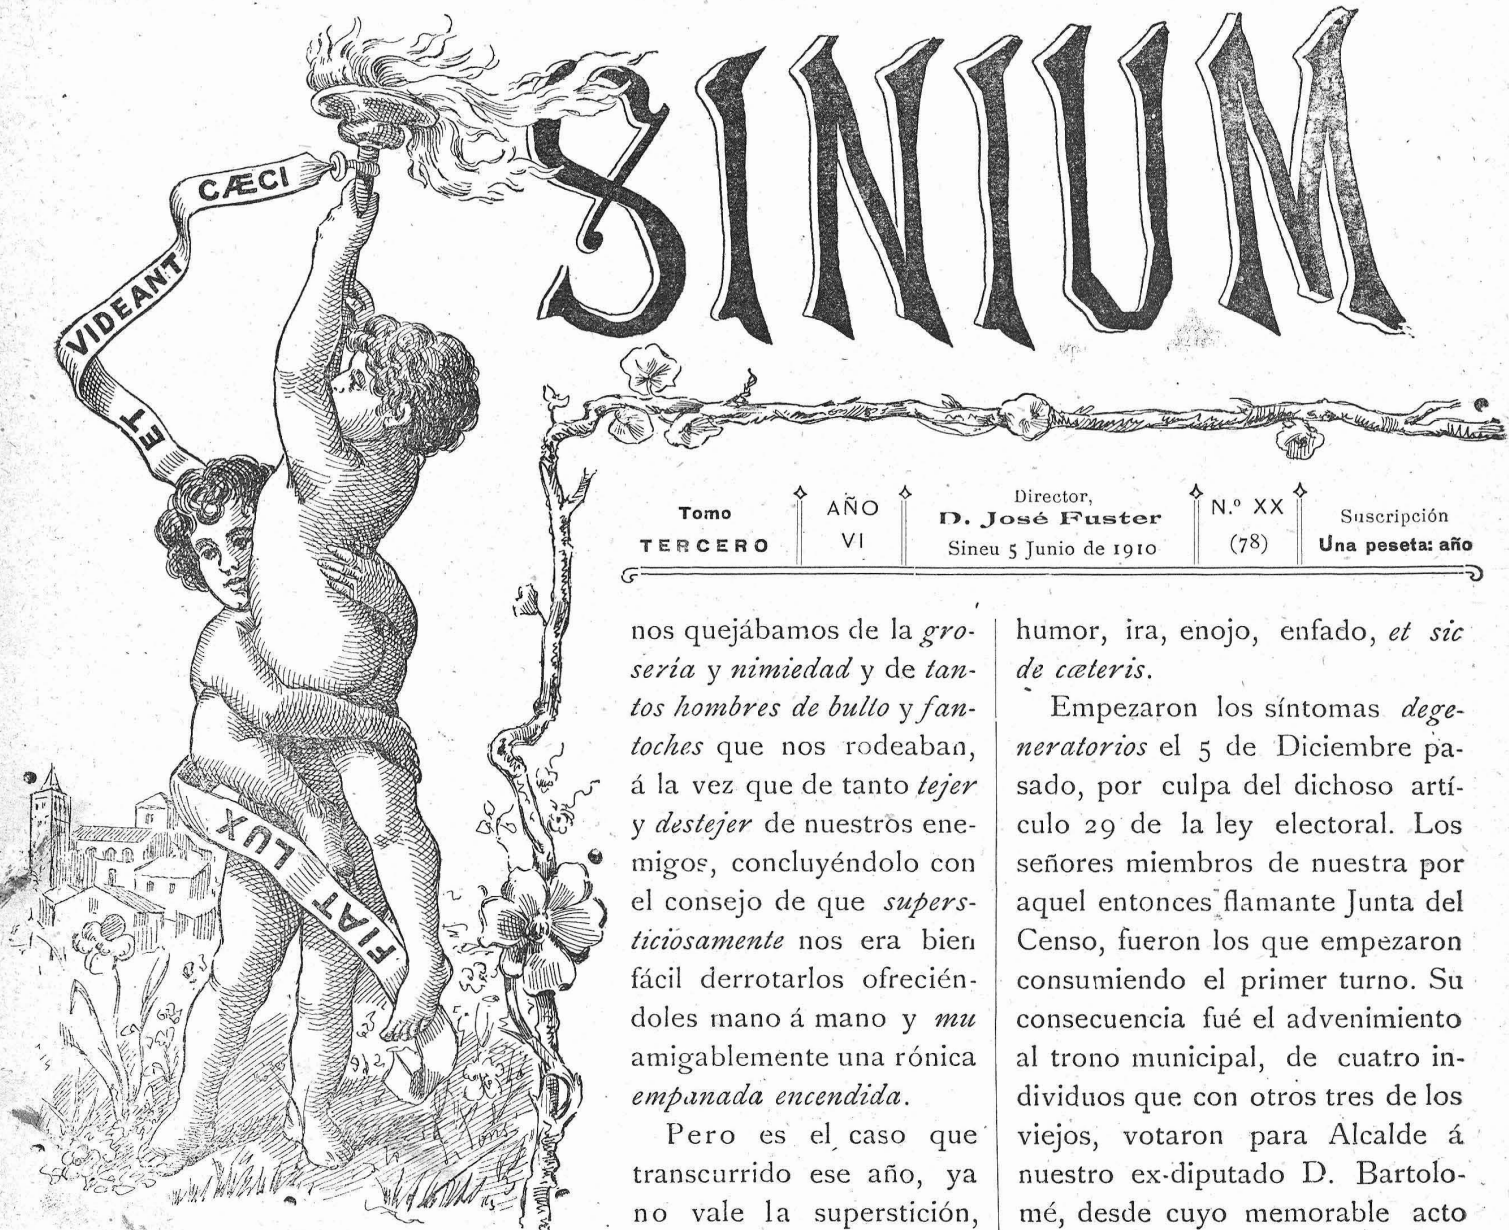 SINIUM
CÆCI
VIDEANT
ET
FIAT LUX
Tomo
TERCERO
AÑO
VI
Director,
D. José Fuster
Sineu 5 Junio de 1910
N.º XX
(78)
Suscripción
Una peseta: año
nos quejábamos de la gro-
sería y nimiedad y de tan-
tos hombres de bulto y fan-
toches que nos rodeaban,
á la vez que de tanto tejer
y destejer de nuestros ene-
migos, concluyéndolo con
el consejo de que supers-
ticiosamente nos era bien
fácil derrotarlos ofrecién-
doles mano á mano y mu
amigablemente una rónica
empanada encendida.
Pero es el caso que
transcurrido ese año, ya
no vale la superstición,
humor, ira, enojo, enfado, et sic
de cæteris.
Empezaron los síntomas dege-
neratorios el 5 de Diciembre pa-
sado, por culpa del dichoso artí-
culo 29 de la ley electoral. Los
señores miembros de nuestra por
aquel entonces flamante Junta del
Censo, fueron los que empezaron
consumiendo el primer turno. Su
consecuencia fué el advenimiento
al trono municipal, de cuatro in-
dividuos que con otros tres de los
viejos, votaron para Alcalde á
nuestro ex-diputado D. Bartolo-
mé, desde cuyo memorable acto